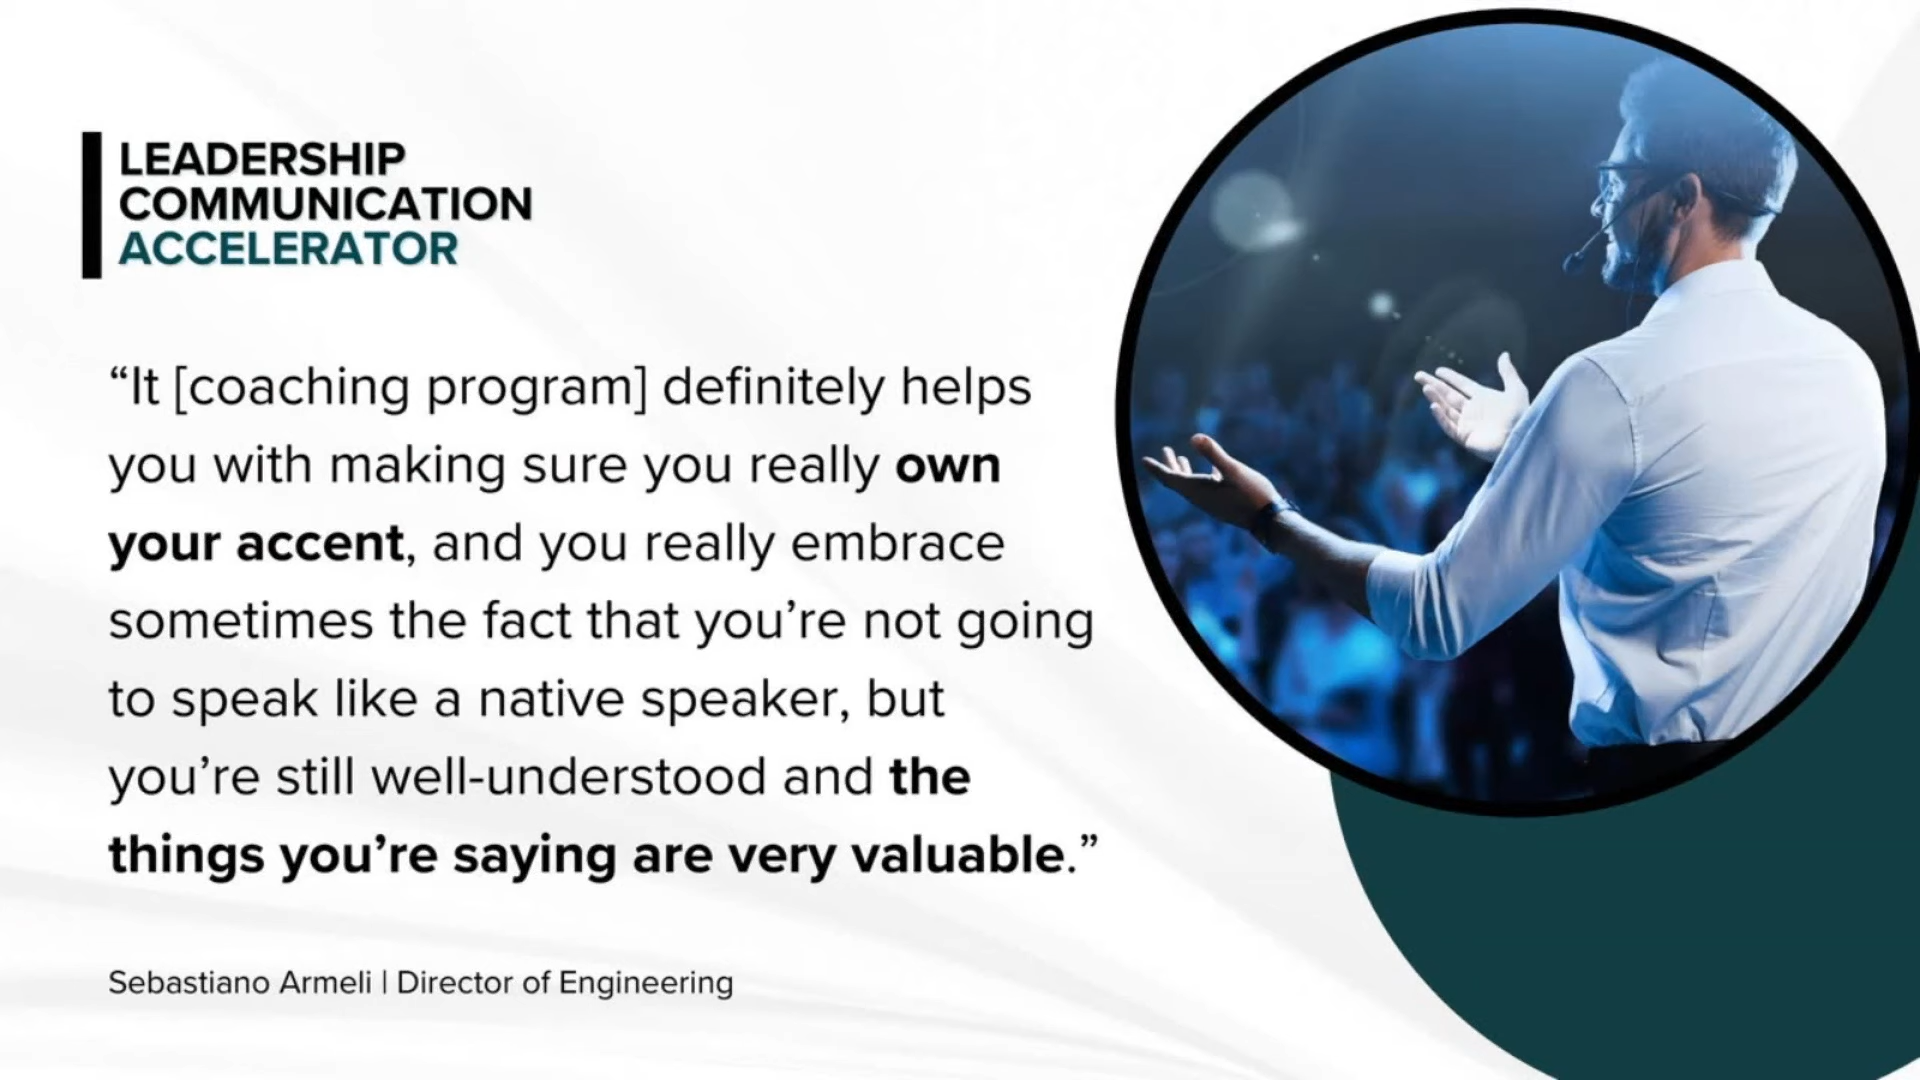 LEADERSHIP
COMMUNICATION
ACCELERATOR
“It [coaching program] definitely helps
you with making sure you really own
your accent, and you really embrace
sometimes the fact that you’re not going
to speak like a native speaker, but
you’re still well-understood and the
things you’re saying are very valuable.”
Sebastiano Armeli | Director of Engineering